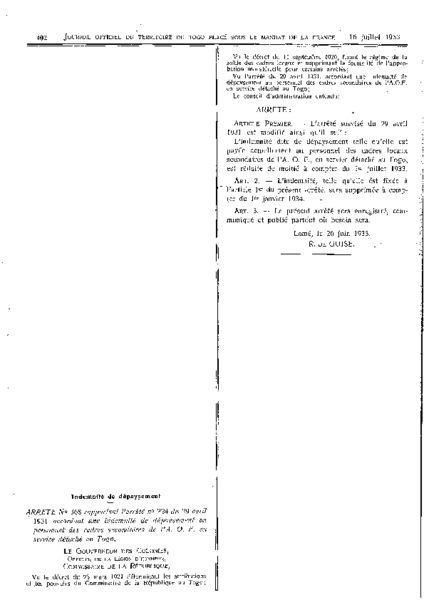 402 JOURNAL OFFICIEL DU TERRITOIRE DU TOGO PLACÉ SOUS LE MANDAT DE LA FRANCE 16 juillet 1933
Indemnité de dépaysement
ARRETE No 368 rapportant l'arrêté no 234 du 29 avril
1931 accordant une indemnité de dépaysement au
personnel des cadres secondaires de l'A. O. F. en
service détaché au Togo.
LE GOUVERNEUR DES COLONIES,
OFFICIER DE LA LÉGION D'HONNEUR,
COMMISSAIRE DE LA RÉPUBLIQUE,
Vu le décret du 23 mars 1921 déterminant les attributions
et les pouvoirs du Commissaire de la République au Togo;
Vu le décret du septembre 1920, fixant le régime de la
solde des cadres locaux et supprimant la formalité de l'appro-
bation ministérielle pour certains arrêtés;
Vu l'arrêté du 29 avril 1931, accordant une indemnité de
dépaysement au personnel des cadres secondaires de l'A.O.F.
en service détaché au Togo;
Le conseil d'administration entendu;
ARRETE:
ARTICLE PREMIER. — L'arrêté susvisé du 29 avril
1931 est modifié ainsi qu'il suit:
L'indemnité dite de dépaysement telle qu'elle est
payée actuellement au personnel des cadres locaux
secondaires de l'A. O. F., en service détaché au Togo,
est réduite de moitié à compter du 1er juillet 1933.
ART. 2. — L'indemnité, telle qu'elle est fixée à
l'article 1er du présent arrêté, sera supprimée à comp-
ter du 1er janvier 1934.
ART. 3. — Le présent arrêté sera enregistré, com-
muniqué et publié partout où besoin sera.
Lomé, le 20 juin 1933.
R. DE GUISE.